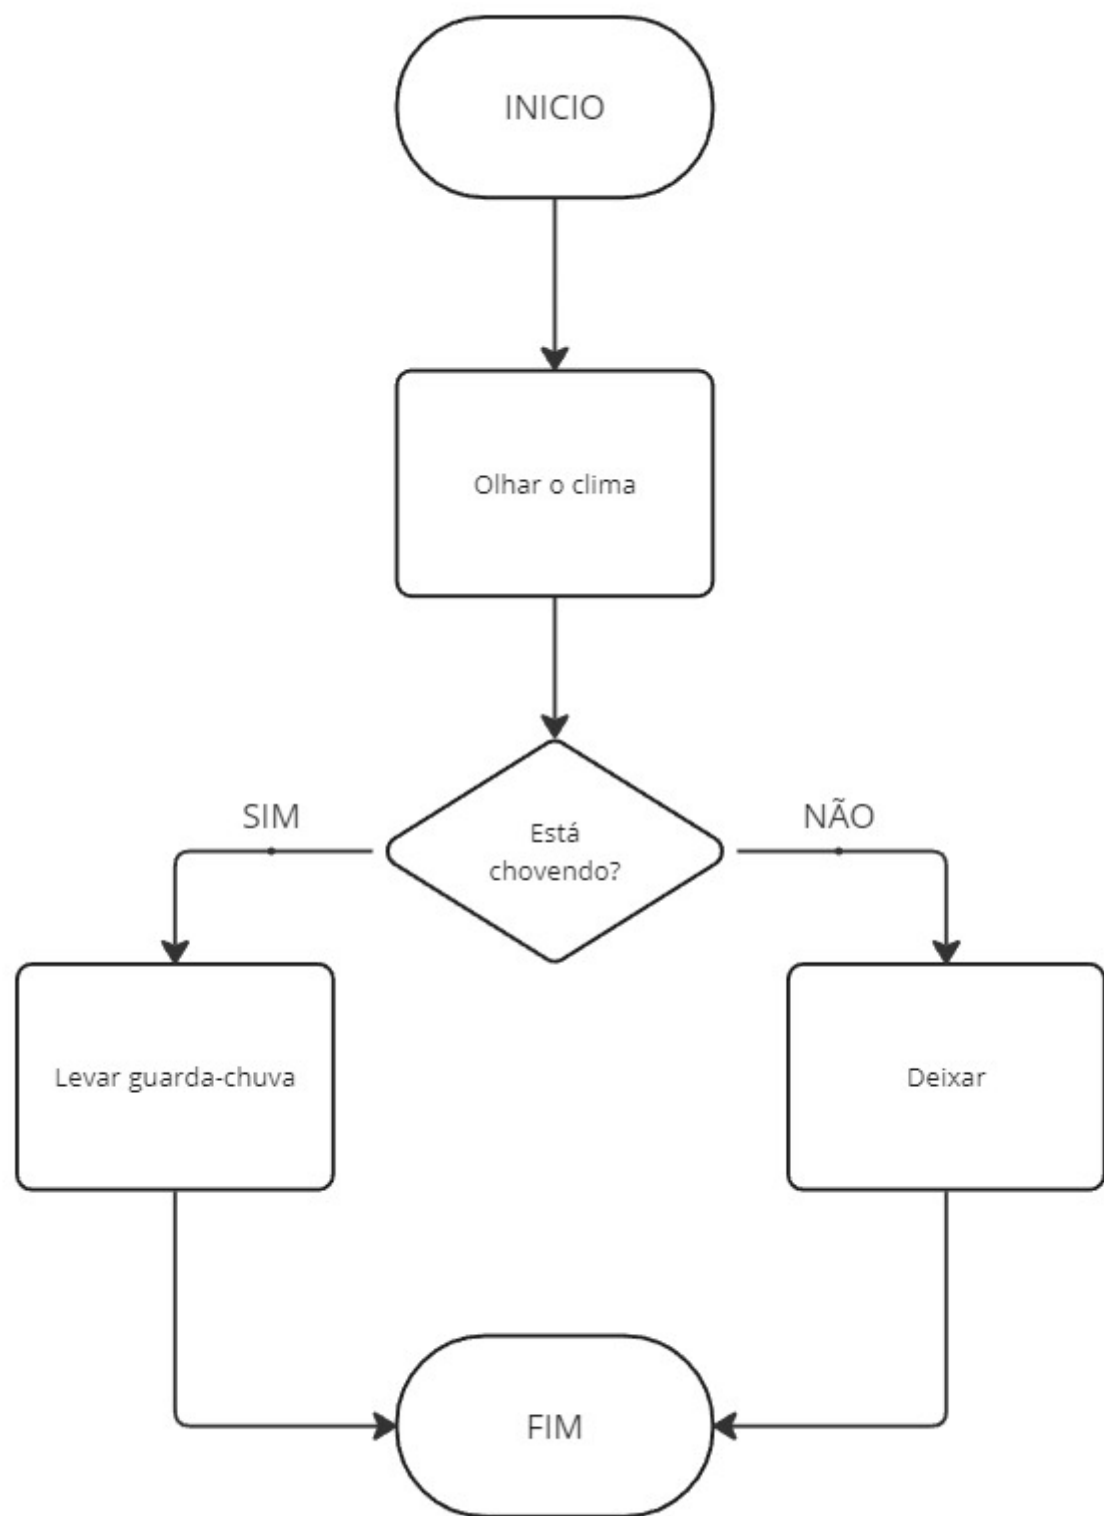 INICIO
Olhar o clima
SIM
NÃO
Está
chovendo?
Levar guarda-chuva
Deixar
FIM